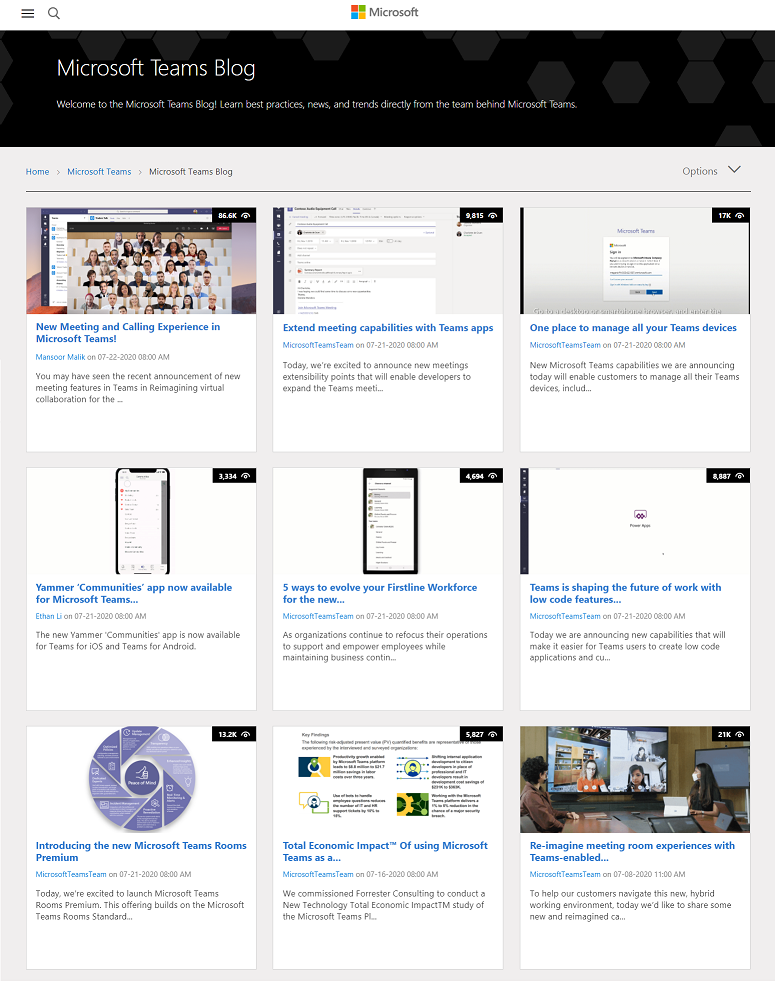 Microsoft
Microsoft Teams Blog
Welcome to the Microsoft Teams Blog! Learn best practices, news, and trends directly from the team behind Microsoft Teams.
Home > Microsoft Teams > Microsoft Teams Blog
Options
86.6K
New Meeting and Calling Experience in
Microsoft Teams!
Mansoor Malik on 07-22-2020 08:00 AM
You may have seen the recent announcement of new
meeting features in Teams in Reimagining virtual
collaboration for the ...
9,815
Extend meeting capabilities with Teams apps
MicrosoftTeamsTeam on 07-21-2020 08:00 AM
Today, we're excited to announce new meetings
extensibility points that will enable developers to
expand the Teams meeti...
17K
Microsoft Teams
Microsoft
Sign in
One place to manage all your Teams devices
MicrosoftTeamsTeam on 07-21-2020 08:00 AM
New Microsoft Teams capabilities we are announcing
today will enable customers to manage all their Teams
devices, includ...
3,334
Yammer ‘Communities’ app now available
for Microsoft Teams...
Ethan Li on 07-21-2020 08:00 AM
The new Yammer ‘Communities’ app is now available
for Teams for iOS and Teams for Android.
4,694
5 ways to evolve your Firstline Workforce
for the new...
MicrosoftTeamsTeam on 07-21-2020 08:00 AM
As organizations continue to refocus their operations
to support and empower employees while
maintaining business contin...
8,887
Power Apps
Teams is shaping the future of work with
low code features...
MicrosoftTeamsTeam on 07-21-2020 08:00 AM
Today we are announcing new capabilities that will
make it easier for Teams users to create low code
applications and cu...
13.2K
Peace of Mind
Introducing the new Microsoft Teams Rooms
Premium
MicrosoftTeamsTeam on 07-21-2020 08:00 AM
Today, we're excited to launch Microsoft Teams
Rooms Premium. This offering builds on the Microsoft
Teams Rooms Standard...
5,827
Key Findings
The following risk-adjusted present value (PV) quantified benefits are representative of those
experienced by the interviewed and surveyed organizations:
Productivity growth enabled
by Microsoft Teams platform
leads to $6.8 million to $21.7
million savings in labor
costs over three years.
Shifting internal application
development to citizen
developers in place of
professional and IT
developers result in
development cost savings of
Use of bots to handle
employee questions reduces
the number of IT and HR
support tickets by 10% to
Working with the Microsoft
Teams platform delivers a
1% to 5% reduction in the
chance of a major security
breach.
Total Economic Impact™ Of using Microsoft
Teams as a...
MicrosoftTeamsTeam on 07-16-2020 08:00 AM
We commissioned Forrester Consulting to conduct a
New Technology Total Economic ImpactTM study of
the Microsoft Teams Pl...
21K
Re-imagine meeting room experiences with
Teams-enabled...
MicrosoftTeamsTeam on 07-08-2020 11:00 AM
To help our customers navigate this new, hybrid
working environment, today we'd like to share some
new and reimagined ca...